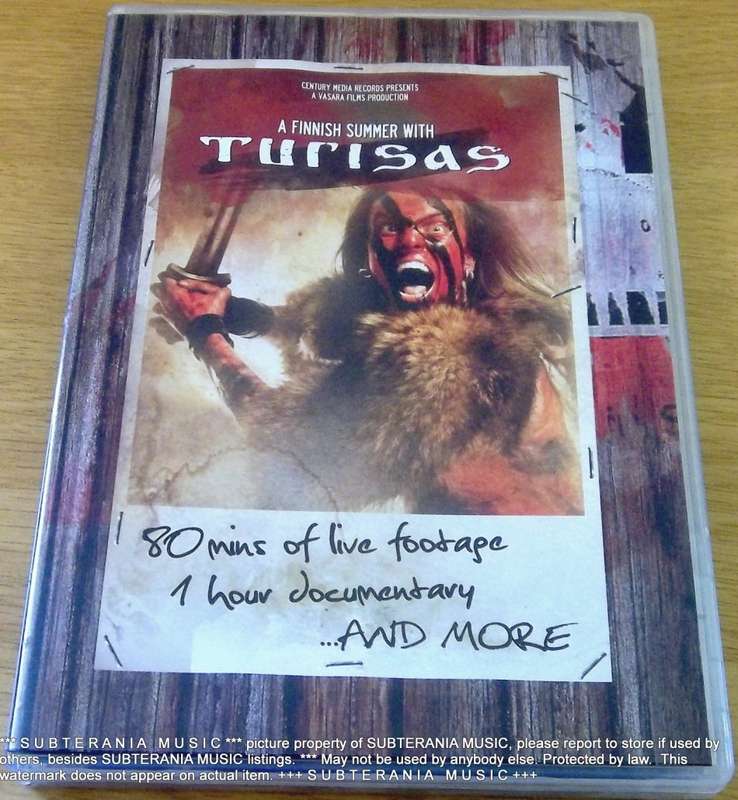 CENTURY MEDIA RECORDS PRESENTS
A VASARA FILMS PRODUCTION
A FINNISH SUMMER WITH
TURISAS
80 mins of live footage
1 hour documentary
...AND MORE
*** S U B T E R A N I A   M U S I C *** picture property of SUBTERANIA MUSIC, please report to store if used by
others, besides SUBTERANIA MUSIC listings. *** May not be used by anybody else. Protected by law.. This
watermark does not appear on actual item. +++ S U B T E R A N I A   M U S I C +++